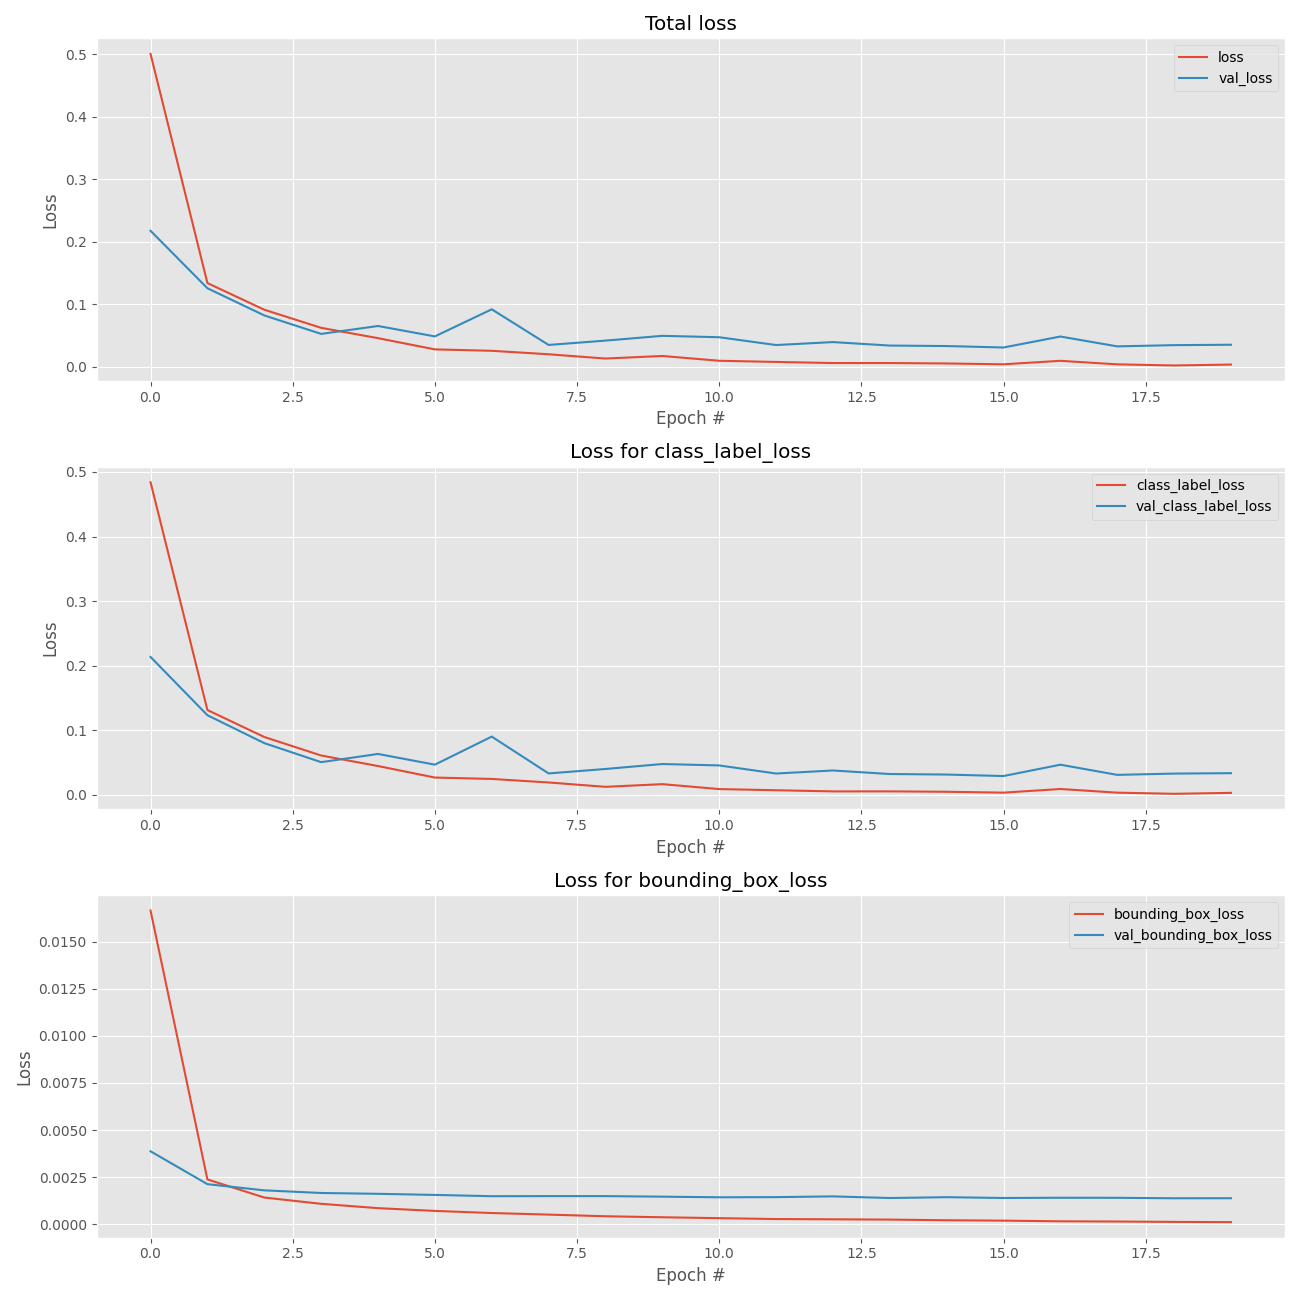 Total loss
loss
val_loss
0.5
0.4
0.3
0.2
0.1
0.0
Loss
0.0 2.5 5.0 7.5 10.0 12.5 15.0 17.5
Epoch #
Loss for class_label_loss
class_label_loss
val_class_label_loss
0.5
0.4
0.3
0.2
0.1
0.0
Loss
0.0 2.5 5.0 7.5 10.0 12.5 15.0 17.5
Epoch #
Loss for bounding_box_loss
bounding_box_loss
val_bounding_box_loss
0.0150
0.0125
0.0100
0.0075
0.0050
0.0025
0.0000
Loss
0.0 2.5 5.0 7.5 10.0 12.5 15.0 17.5
Epoch #